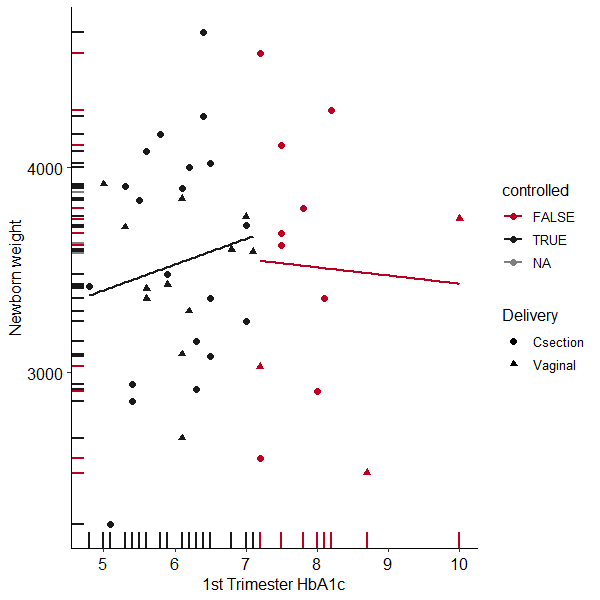 Newborn weight
4000
3000
5 6 7 8 9 10
1st Trimester HbA1c
controlled
FALSE
TRUE
NA
Delivery
Csection
Vaginal